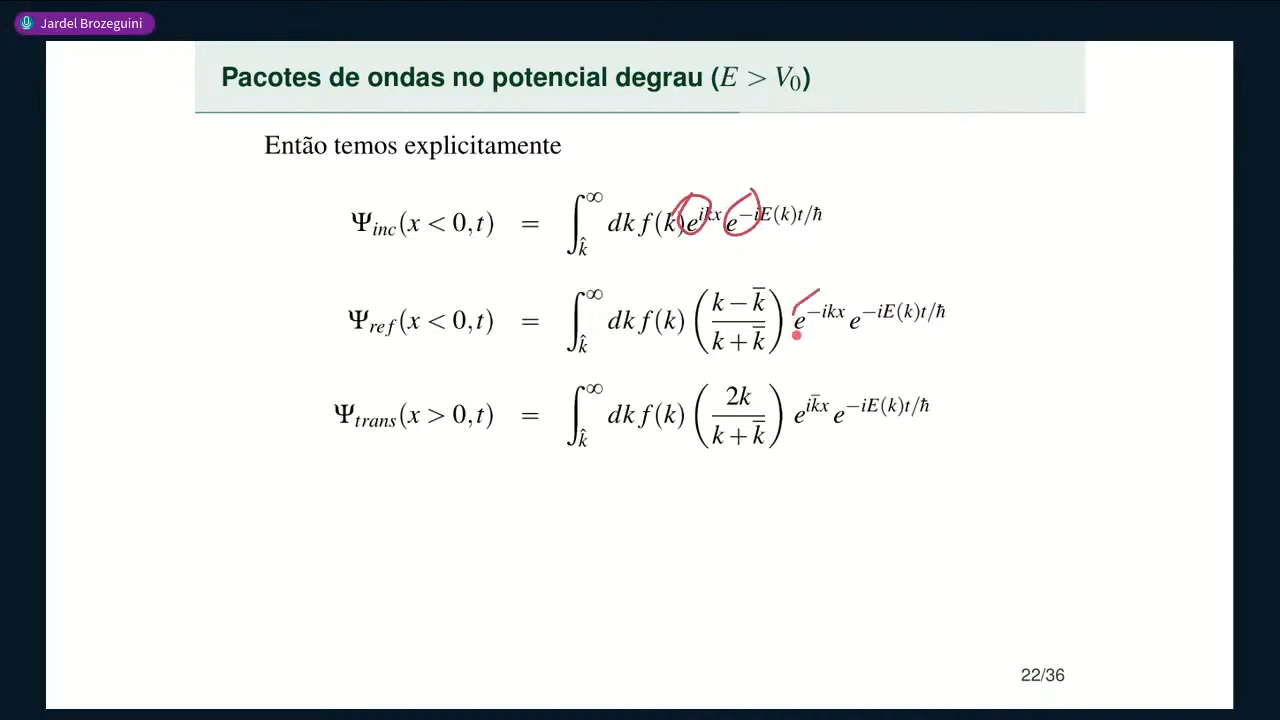 Jardel Brozeguini
Pacotes de ondas no potencial degrau (E > V₀)
Então temos explicitamente
Ψ_inc(x < 0, t) = ∫_k̂^∞ dk f(k) e^{ikx} e^{−iE(k)t/ħ}
Ψ_ref(x < 0, t) = ∫_k̂^∞ dk f(k) ((k − k̄)/(k + k̄)) e^{−ikx} e^{−iE(k)t/ħ}
Ψ_trans(x > 0, t) = ∫_k̂^∞ dk f(k) (2k/(k + k̄)) e^{ik̄x} e^{−iE(k)t/ħ}
22/36